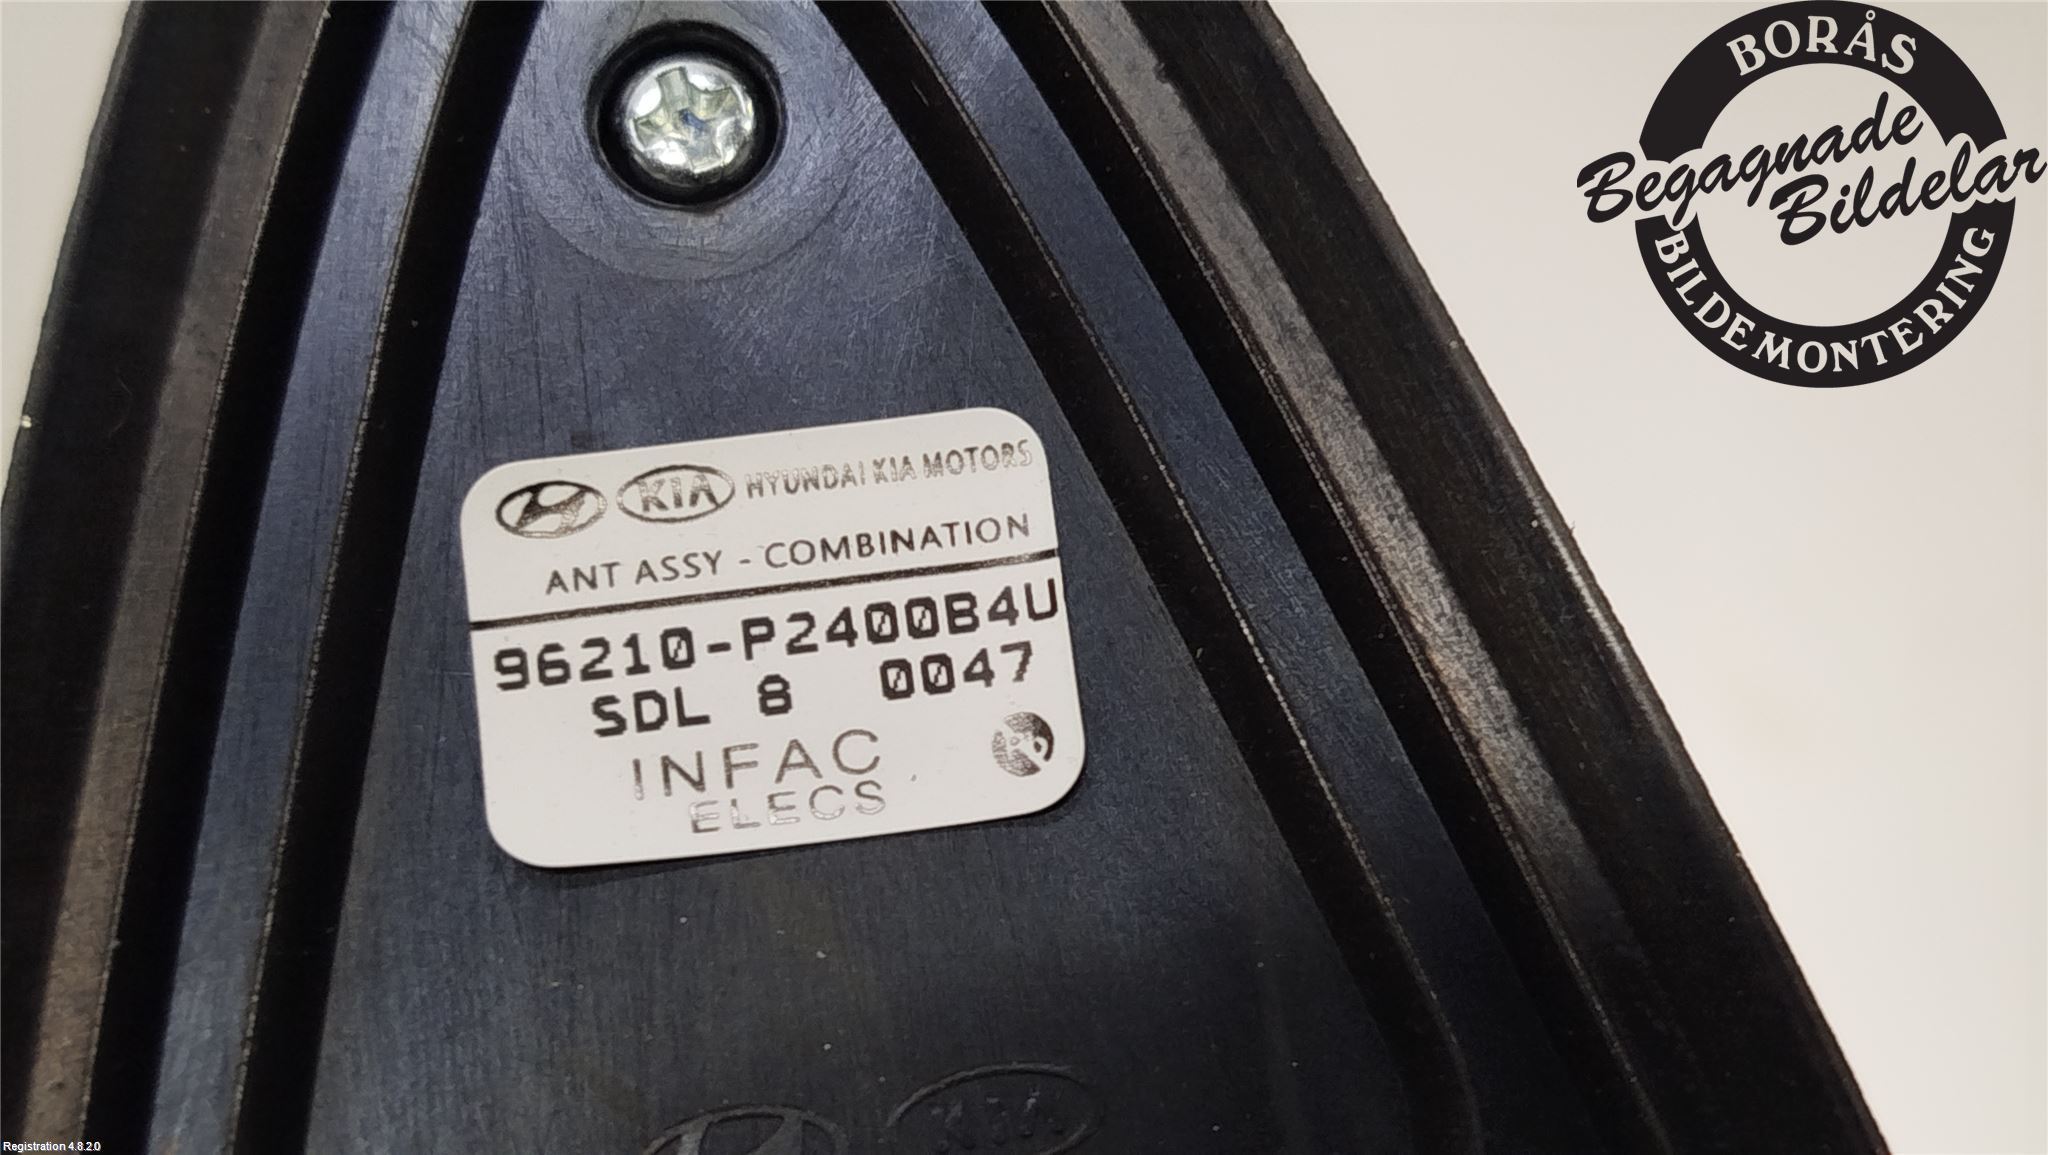 BORÅS
Begagnade
Bildelar
BILDEMONTERING
KIA HYUNDAI KIA MOTORS
ANT ASSY - COMBINATION
96210-P2400B4U
SDL 8 0047
INFAC
ELECS
KIA
Registration 4.8.2.0